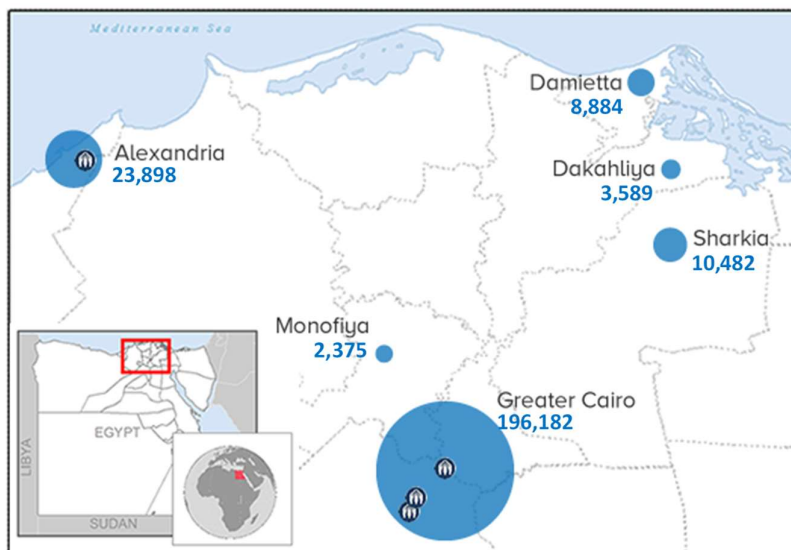 Mediterranean Sea
Damietta
8,884
Alexandria
23,898
Dakahliya
3,589
Sharkia
10,482
Monofiya
2,375
Greater Cairo
196,182
EGYPT
LIBYA
SUDAN